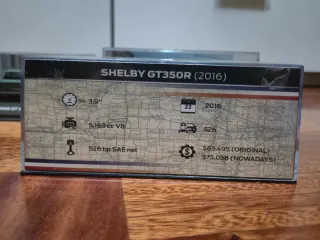 SHELBY GT350R (2016)
3,9"
2016
5,163 cc V8
526
526 hp SAE net
$63,495 (ORIGINAL)
$75,098 (NOWADAYS)